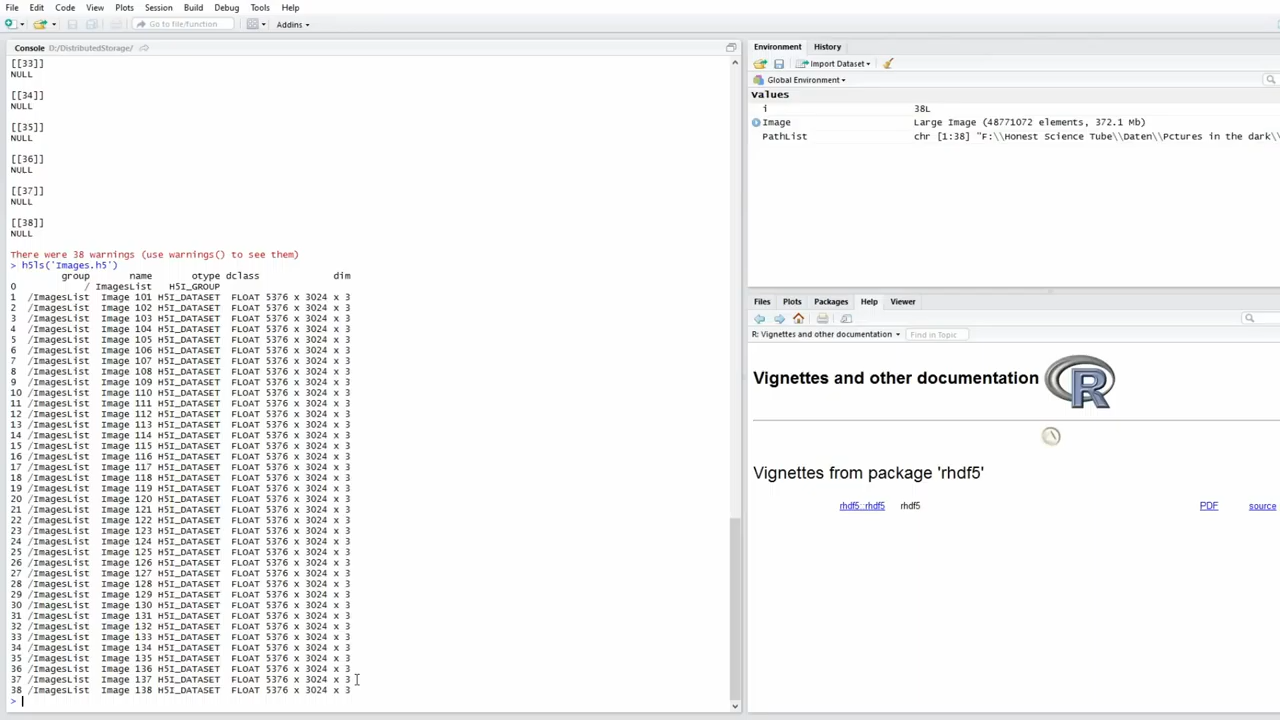 File Edit Code View Plots Session Build Debug Tools Help
Go to file/function Addins
Console D:/DistributedStorage/
[[33]]
NULL
[[34]]
NULL
[[35]]
NULL
[[36]]
NULL
[[37]]
NULL
[[38]]
NULL
There were 38 warnings (use warnings() to see them)
> h5ls('Images.h5')
group name otype dclass dim
0 / ImagesList H5I_GROUP
1 /ImagesList Image 101 H5I_DATASET FLOAT 5376 x 3024 x 3
2 /ImagesList Image 102 H5I_DATASET FLOAT 5376 x 3024 x 3
3 /ImagesList Image 103 H5I_DATASET FLOAT 5376 x 3024 x 3
4 /ImagesList Image 104 H5I_DATASET FLOAT 5376 x 3024 x 3
5 /ImagesList Image 105 H5I_DATASET FLOAT 5376 x 3024 x 3
6 /ImagesList Image 106 H5I_DATASET FLOAT 5376 x 3024 x 3
7 /ImagesList Image 107 H5I_DATASET FLOAT 5376 x 3024 x 3
8 /ImagesList Image 108 H5I_DATASET FLOAT 5376 x 3024 x 3
9 /ImagesList Image 109 H5I_DATASET FLOAT 5376 x 3024 x 3
10 /ImagesList Image 110 H5I_DATASET FLOAT 5376 x 3024 x 3
11 /ImagesList Image 111 H5I_DATASET FLOAT 5376 x 3024 x 3
12 /ImagesList Image 112 H5I_DATASET FLOAT 5376 x 3024 x 3
13 /ImagesList Image 113 H5I_DATASET FLOAT 5376 x 3024 x 3
14 /ImagesList Image 114 H5I_DATASET FLOAT 5376 x 3024 x 3
15 /ImagesList Image 115 H5I_DATASET FLOAT 5376 x 3024 x 3
16 /ImagesList Image 116 H5I_DATASET FLOAT 5376 x 3024 x 3
17 /ImagesList Image 117 H5I_DATASET FLOAT 5376 x 3024 x 3
18 /ImagesList Image 118 H5I_DATASET FLOAT 5376 x 3024 x 3
19 /ImagesList Image 119 H5I_DATASET FLOAT 5376 x 3024 x 3
20 /ImagesList Image 120 H5I_DATASET FLOAT 5376 x 3024 x 3
21 /ImagesList Image 121 H5I_DATASET FLOAT 5376 x 3024 x 3
22 /ImagesList Image 122 H5I_DATASET FLOAT 5376 x 3024 x 3
23 /ImagesList Image 123 H5I_DATASET FLOAT 5376 x 3024 x 3
24 /ImagesList Image 124 H5I_DATASET FLOAT 5376 x 3024 x 3
25 /ImagesList Image 125 H5I_DATASET FLOAT 5376 x 3024 x 3
26 /ImagesList Image 126 H5I_DATASET FLOAT 5376 x 3024 x 3
27 /ImagesList Image 127 H5I_DATASET FLOAT 5376 x 3024 x 3
28 /ImagesList Image 128 H5I_DATASET FLOAT 5376 x 3024 x 3
29 /ImagesList Image 129 H5I_DATASET FLOAT 5376 x 3024 x 3
30 /ImagesList Image 130 H5I_DATASET FLOAT 5376 x 3024 x 3
31 /ImagesList Image 131 H5I_DATASET FLOAT 5376 x 3024 x 3
32 /ImagesList Image 132 H5I_DATASET FLOAT 5376 x 3024 x 3
33 /ImagesList Image 133 H5I_DATASET FLOAT 5376 x 3024 x 3
34 /ImagesList Image 134 H5I_DATASET FLOAT 5376 x 3024 x 3
35 /ImagesList Image 135 H5I_DATASET FLOAT 5376 x 3024 x 3
36 /ImagesList Image 136 H5I_DATASET FLOAT 5376 x 3024 x 3
37 /ImagesList Image 137 H5I_DATASET FLOAT 5376 x 3024 x 3
38 /ImagesList Image 138 H5I_DATASET FLOAT 5376 x 3024 x 3
>
Environment History
Import Dataset
Global Environment
Values
i 38L
Image Large Image (48771072 elements, 372.1 Mb)
PathList chr [1:38] "F:\\Honest Science Tube\\Daten\\Pctures in the dark\\
Files Plots Packages Help Viewer
R: Vignettes and other documentation Find in Topic
Vignettes and other documentation R
Vignettes from package 'rhdf5'
rhdf5::rhdf5 rhdf5 PDF source